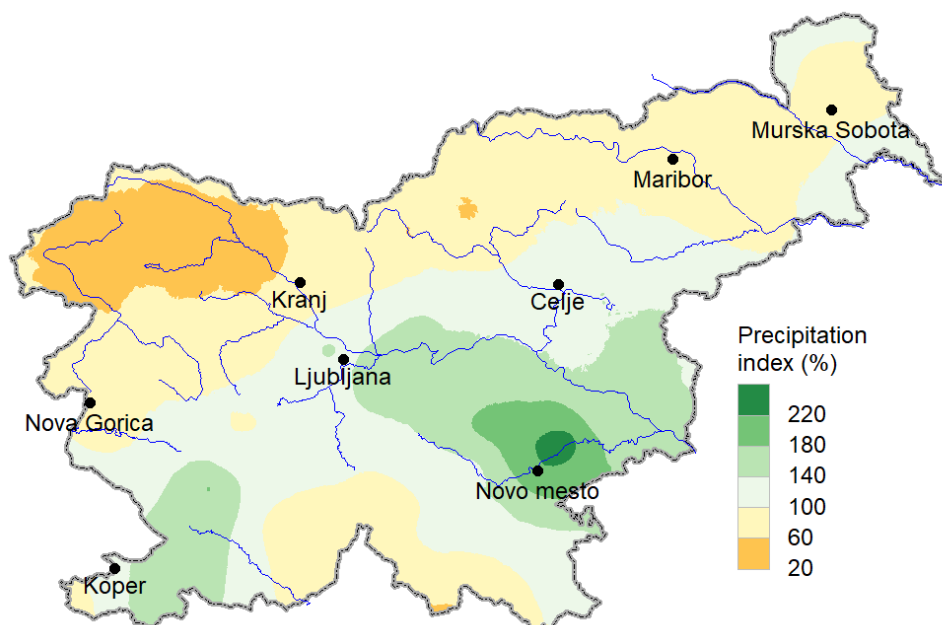 Murska Sobota
Maribor
Kranj
Celje
Ljubljana
Nova Gorica
Novo mesto
Koper
Precipitation
index (%)
220
180
140
100
60
20